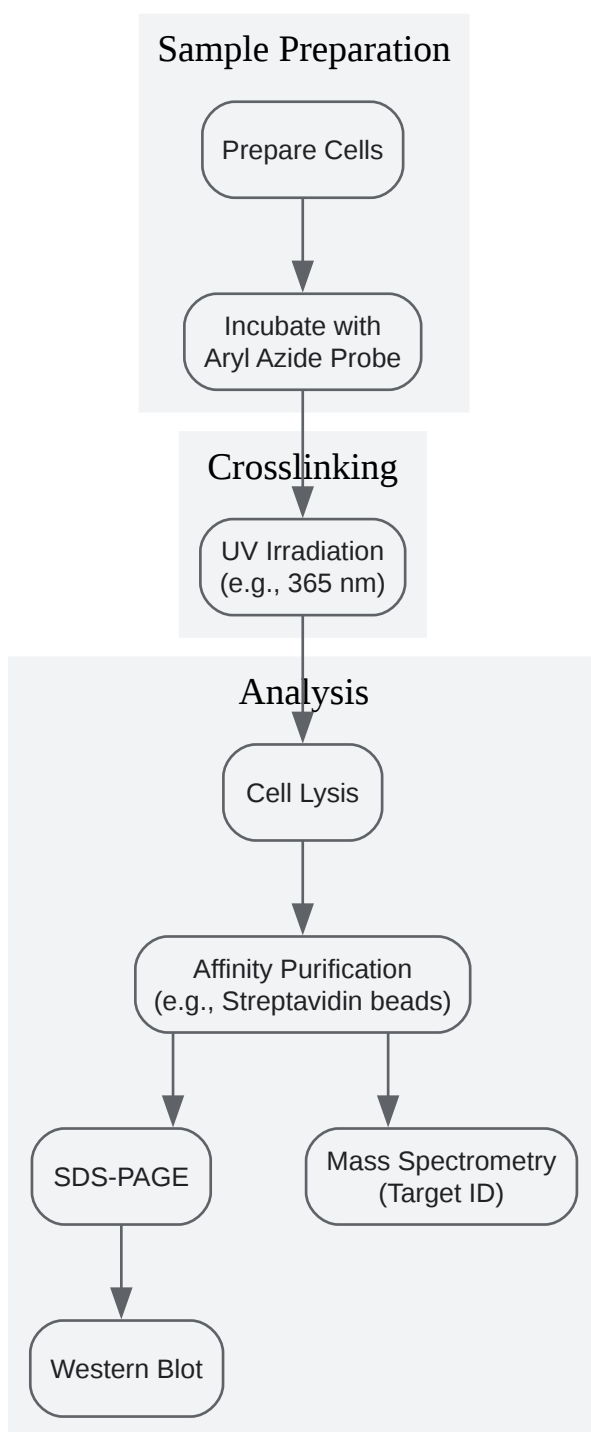 Sample Preparation
Prepare Cells
Incubate with
Aryl Azide Probe
Crosslinking
UV Irradiation
(e.g., 365 nm)
Analysis
Cell Lysis
Affinity Purification
(e.g., Streptavidin beads)
SDS-PAGE
Mass Spectrometry
(Target ID)
Western Blot